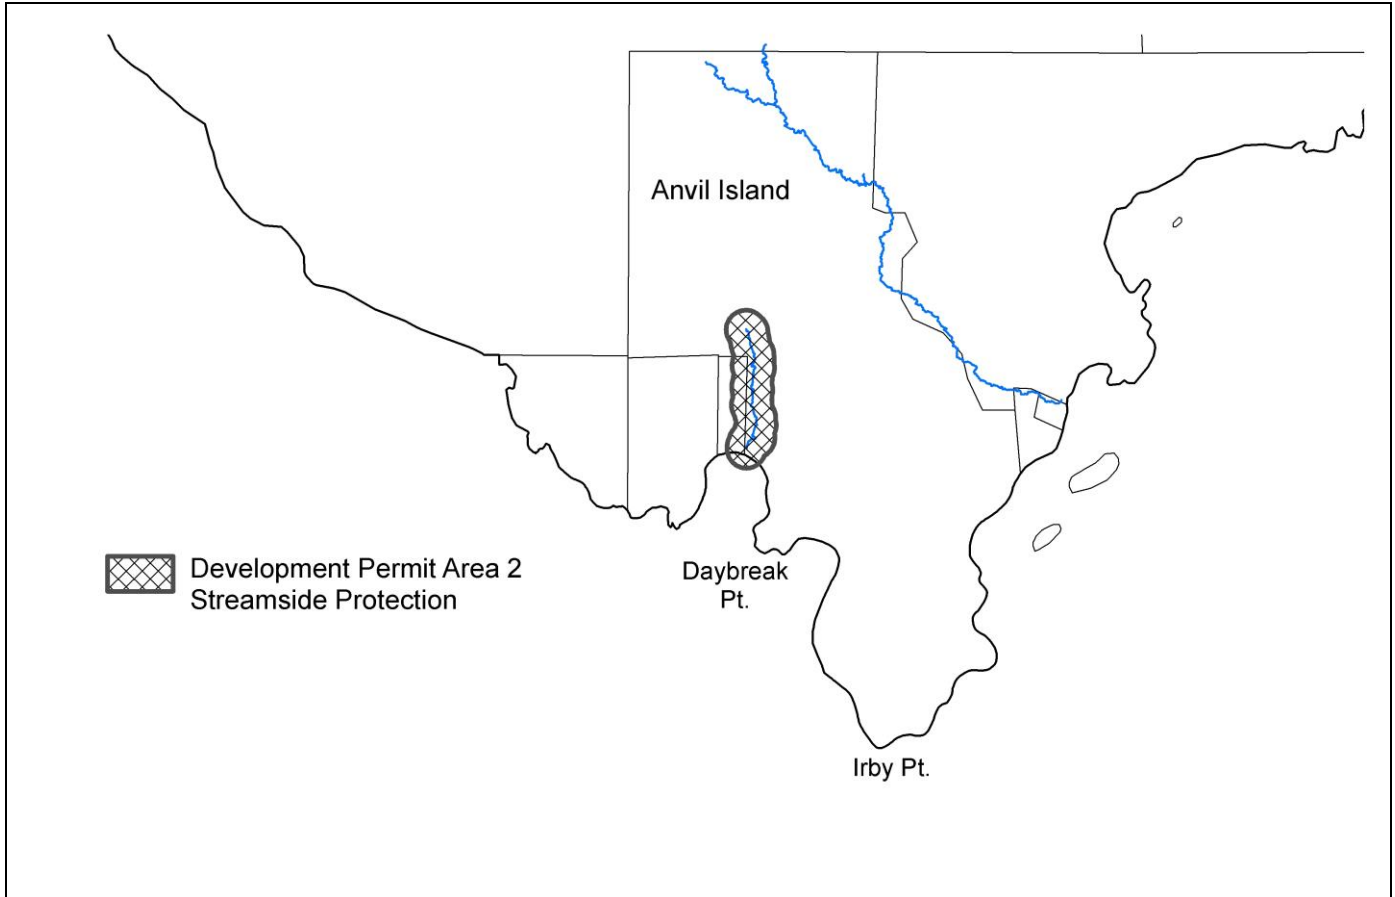 Anvil Island
Development Permit Area 2
Streamside Protection
Daybreak
Pt.
Irby Pt.